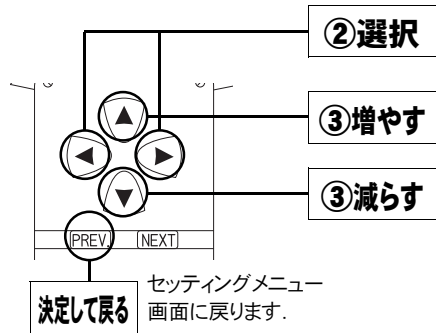 ②選択
③増やす
③減らす
PREV.
NEXT
決定して戻る
セッティングメニュー
画面に戻ります.